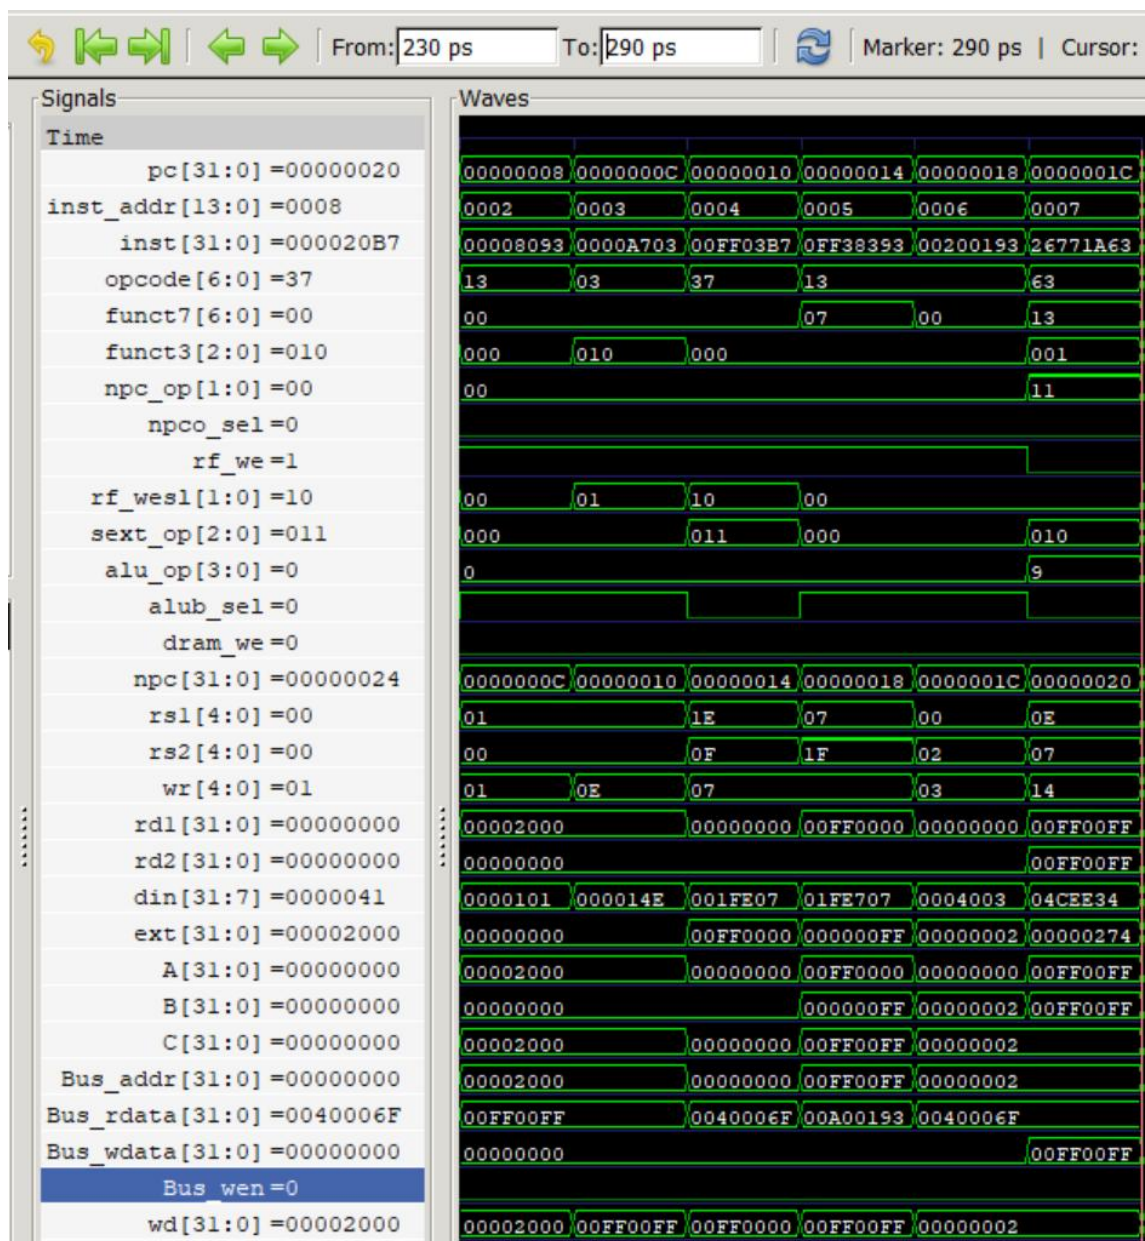 From: 230 ps To: 290 ps Marker: 290 ps | Cursor:
Signals Waves
Time
pc[31:0] =00000020 00000008 0000000C 00000010 00000014 00000018 0000001C
inst_addr[13:0] =0008 0002 0003 0004 0005 0006 0007
inst[31:0] =000020B7 00008093 0000A703 00FF03B7 0FF38393 00200193 26771A63
opcode[6:0] =37 13 03 37 13 63
funct7[6:0] =00 00 07 00 13
funct3[2:0] =010 000 010 000 001
npc_op[1:0] =00 00 11
npco_sel =0
rf_we =1
rf_wesl[1:0] =10 00 01 10 00
sext_op[2:0] =011 000 011 000 010
alu_op[3:0] =0 0 9
alub_sel =0
dram_we =0
npc[31:0] =00000024 0000000C 00000010 00000014 00000018 0000001C 00000020
rs1[4:0] =00 01 1E 07 00 0E
rs2[4:0] =00 00 0F 1F 02 07
wr[4:0] =01 01 0E 07 03 14
rd1[31:0] =00000000 00002000 00000000 00FF0000 00000000 00FF00FF
rd2[31:0] =00000000 00000000 00FF00FF
din[31:7] =0000041 0000101 000014E 001FE07 01FE707 0004003 04CEE34
ext[31:0] =00002000 00000000 00FF0000 000000FF 00000002 00000274
A[31:0] =00000000 00002000 00000000 00FF0000 00000000 00FF00FF
B[31:0] =00000000 00000000 000000FF 00000002 00FF00FF
C[31:0] =00000000 00002000 00000000 00FF00FF 00000002
Bus_addr[31:0] =00000000 00002000 00000000 00FF00FF 00000002
Bus_rdata[31:0] =0040006F 00FF00FF 0040006F 00A00193 0040006F
Bus_wdata[31:0] =00000000 00000000 00FF00FF
Bus_wen =0
wd[31:0] =00002000 00002000 00FF00FF 00FF0000 00FF00FF 00000002